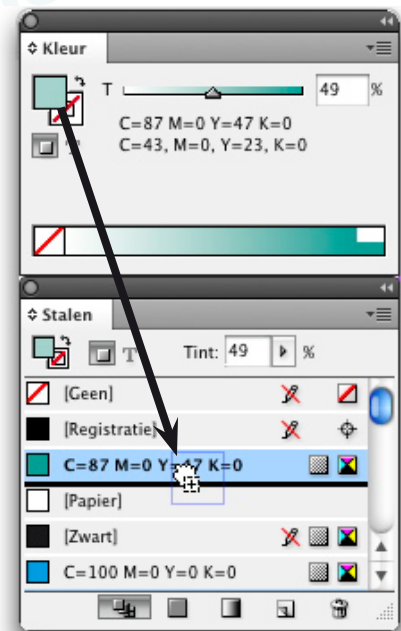 Kleur
T 49 %
C=87 M=0 Y=47 K=0
C=43, M=0, Y=23, K=0
Stalen
T Tint: 49 %
[Geen]
[Registratie]
C=87 M=0 Y=47 K=0
[Papier]
[Zwart]
C=100 M=0 Y=0 K=0